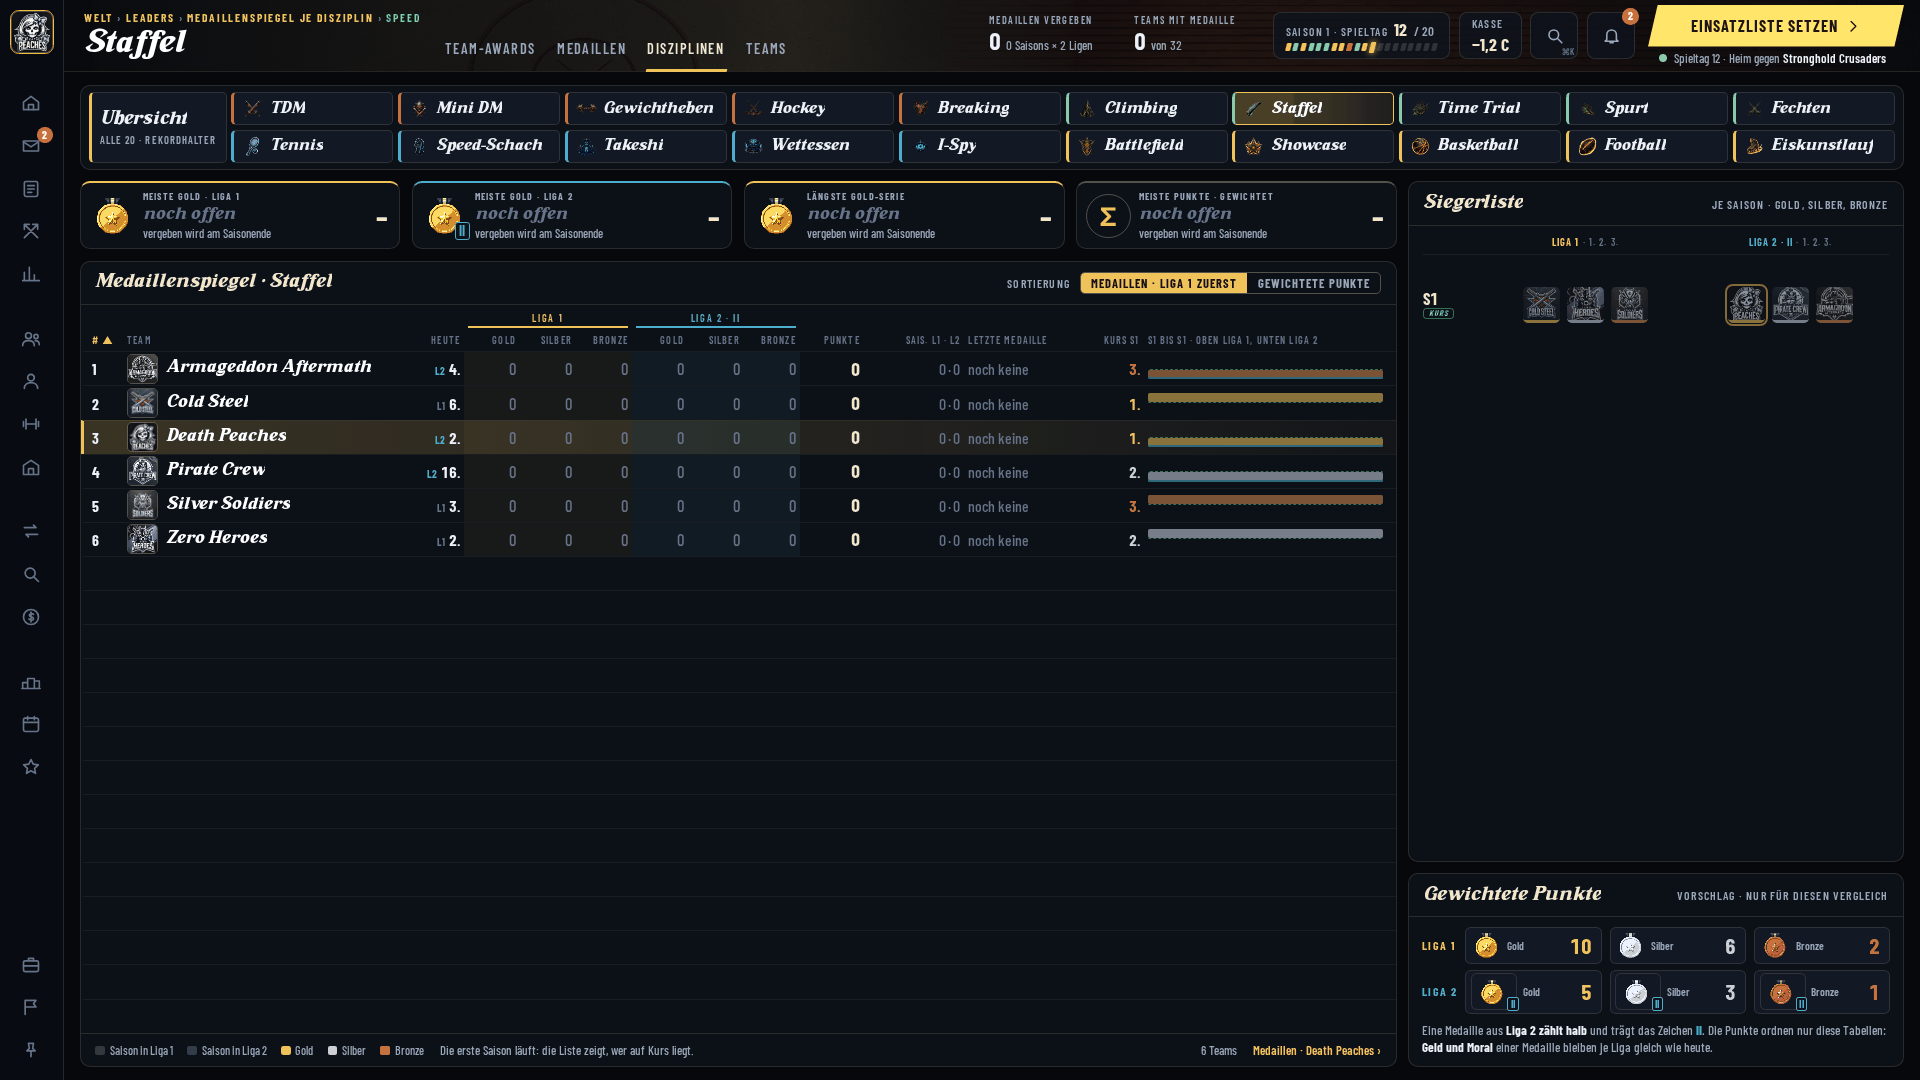 WELT › LEADERS › MEDAILLENSPIEGEL JE DISZIPLIN › SPEED
Staffel
TEAM-AWARDS MEDAILLEN DISZIPLINEN TEAMS
MEDAILLEN VERGEBEN
0 0 Saisons × 2 Ligen
TEAMS MIT MEDAILLE
0 von 32
SAISON 1 · SPIELTAG 12 / 20
KASSE
−1,2 C
⌘K
2
EINSATZLISTE SETZEN
Spieltag 12 · Heim gegen Stronghold Crusaders
2
Übersicht
ALLE 20 · REKORDHALTER
TDM Mini DM Gewichtheben Hockey Breaking Climbing Staffel Time Trial Spurt Fechten
Tennis Speed-Schach Takeshi Wettessen I-Spy Battlefield Showcase Basketball Football Eiskunstlauf
MEISTE GOLD · LIGA 1
noch offen –
vergeben wird am Saisonende
MEISTE GOLD · LIGA 2
noch offen –
vergeben wird am Saisonende
II
LÄNGSTE GOLD-SERIE
noch offen –
vergeben wird am Saisonende
Σ
MEISTE PUNKTE · GEWICHTET
noch offen –
vergeben wird am Saisonende
Medaillenspiegel · Staffel
SORTIERUNG MEDAILLEN · LIGA 1 ZUERST GEWICHTETE PUNKTE
LIGA 1 LIGA 2 · II
# ▲ TEAM HEUTE GOLD SILBER BRONZE GOLD SILBER BRONZE PUNKTE SAIS. L1 · L2 LETZTE MEDAILLE KURS S1 S1 BIS S1 · OBEN LIGA 1, UNTEN LIGA 2
1 Armageddon Aftermath L2 4. 0 0 0 0 0 0 0 0·0 noch keine 3.
2 Cold Steel L1 6. 0 0 0 0 0 0 0 0·0 noch keine 1.
3 Death Peaches L2 2. 0 0 0 0 0 0 0 0·0 noch keine 1.
4 Pirate Crew L2 16. 0 0 0 0 0 0 0 0·0 noch keine 2.
5 Silver Soldiers L1 3. 0 0 0 0 0 0 0 0·0 noch keine 3.
6 Zero Heroes L1 2. 0 0 0 0 0 0 0 0·0 noch keine 2.
Saison in Liga 1 Saison in Liga 2 Gold Silber Bronze Die erste Saison läuft: die Liste zeigt, wer auf Kurs liegt.
6 Teams Medaillen · Death Peaches ›
Siegerliste
JE SAISON · GOLD, SILBER, BRONZE
LIGA 1 · 1. 2. 3. LIGA 2 · II · 1. 2. 3.
S1
KURS
Gewichtete Punkte
VORSCHLAG · NUR FÜR DIESEN VERGLEICH
LIGA 1 Gold 10 Silber 6 Bronze 2
LIGA 2 II Gold 5 II Silber 3 II Bronze 1
Eine Medaille aus Liga 2 zählt halb und trägt das Zeichen II. Die Punkte ordnen nur diese Tabellen:
Geld und Moral einer Medaille bleiben je Liga gleich wie heute.